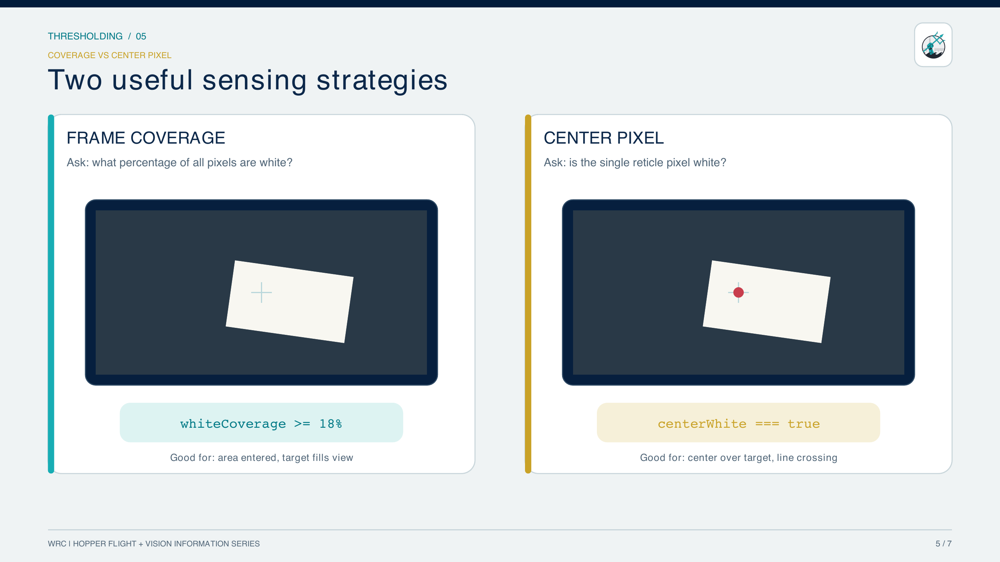 THRESHOLDING / 05
COVERAGE VS CENTER PIXEL
Two useful sensing strategies
FRAME COVERAGE
Ask: what percentage of all pixels are white?
whiteCoverage >= 18%
Good for: area entered, target fills view
CENTER PIXEL
Ask: is the single reticle pixel white?
centerWhite === true
Good for: center over target, line crossing
WRC | HOPPER FLIGHT + VISION INFORMATION SERIES
5 / 7